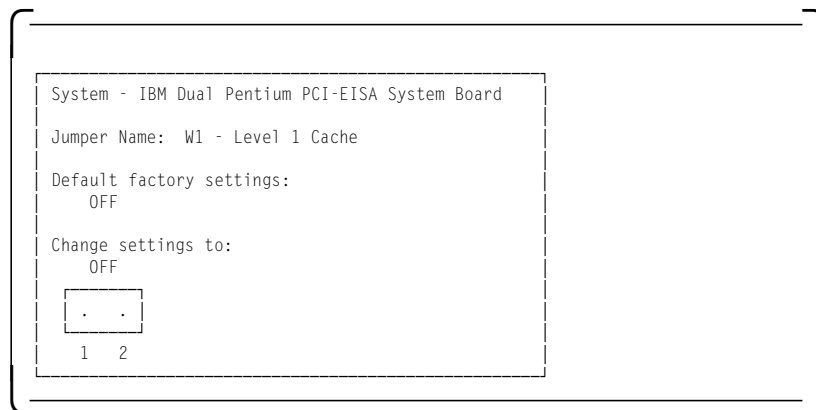 System - IBM Dual Pentium PCI-EISA System Board
Jumper Name: W1 - Level 1 Cache
Default factory settings:
OFF
Change settings to:
OFF
. .
1 2